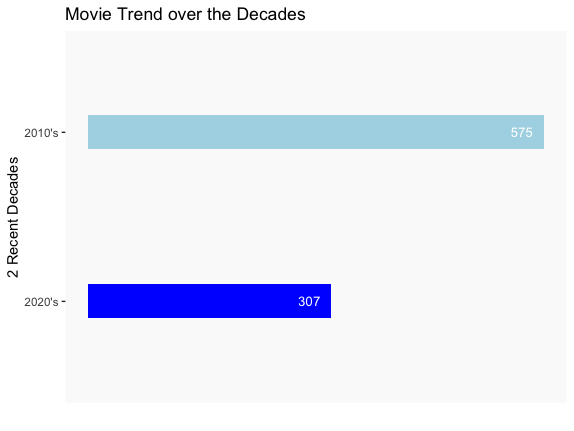 Movie Trend over the Decades
2 Recent Decades
2010's
575
2020's
307